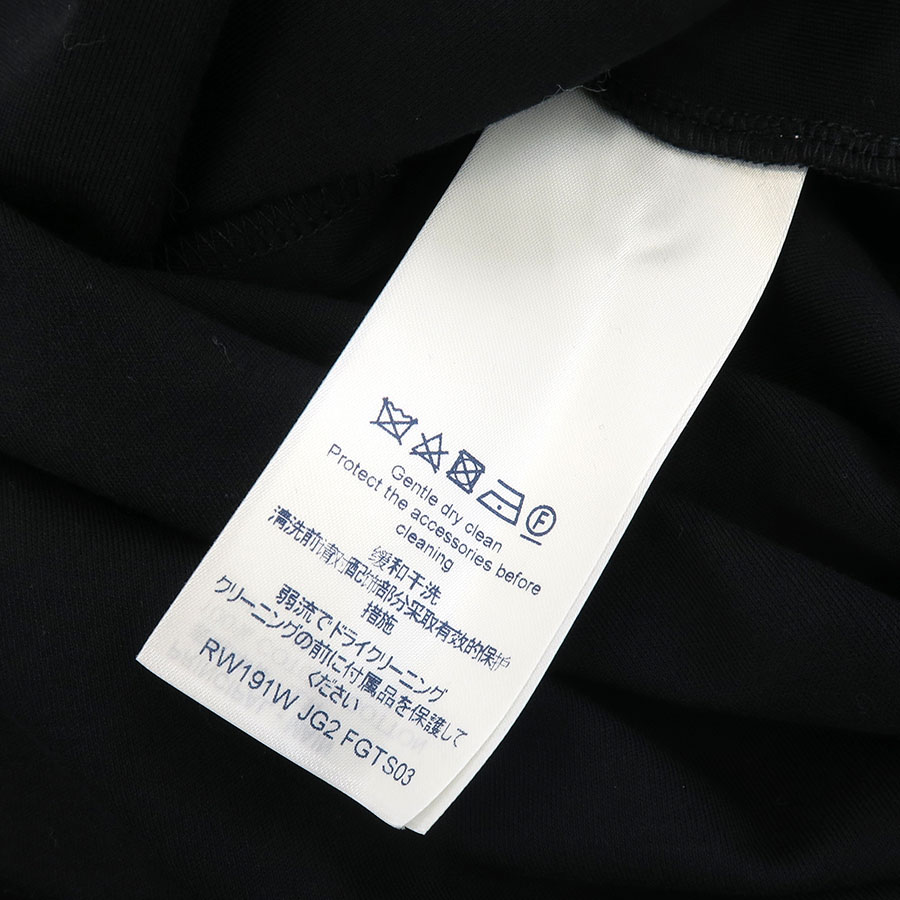 F
Gentle dry clean
Protect the accessories before
cleaning
缓和干洗
清洗前请对配饰部分采取有效的保护
措施
弱流でドライクリーニング
クリーニングの前に付属品を保護して
ください
RW191W JG2 FGTS03